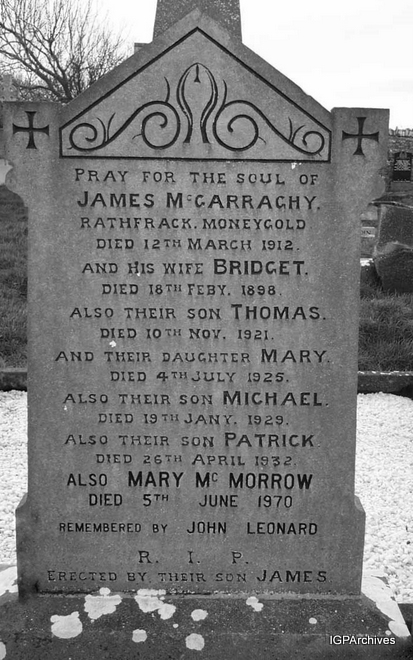 PRAY FOR THE SOUL OF
JAMES McGARRAGHY.
RATHFRACK. MONEYGOLD
DIED 12TH MARCH 1912.
AND HIS WIFE BRIDGET.
DIED 18TH FEBY. 1898.
ALSO THEIR SON THOMAS.
DIED 10TH NOV. 1921.
AND THEIR DAUGHTER MARY.
DIED 4TH JULY 1925.
ALSO THEIR SON MICHAEL.
DIED 19TH JANY. 1929.
ALSO THEIR SON PATRICK.
DIED 26TH APRIL 1932.
ALSO MARY Mc MORROW
DIED 5TH JUNE 1970
REMEMBERED BY JOHN LEONARD
R. I. P.
ERECTED BY THEIR SON JAMES
IGPArchives